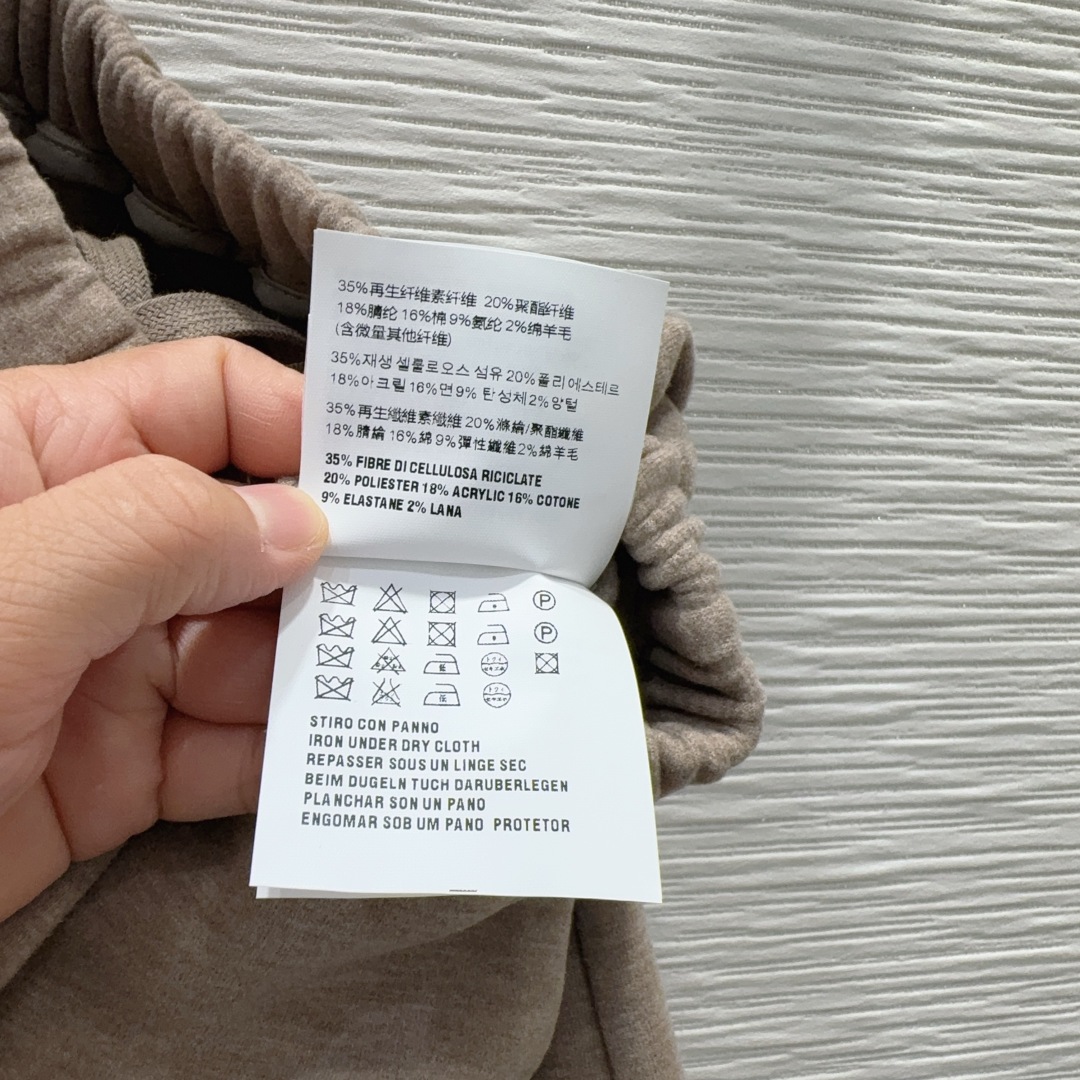 35%再生纤维素纤维 20%聚酯纤维
18%腈纶 16%棉 9%氨纶 2%绵羊毛
(含微量其他纤维)
35%재생 셀룰로오스 섬유 20%폴리에스테르
18%아크릴 16%면 9% 탄성체 2%양털
35%再生纖維素纖維 20%滌綸/聚酯纖維
18%腈綸 16%綿 9%彈性纖維 2%綿羊毛
35% FIBRE DI CELLULOSA RICICLATE
20% POLIESTER 18% ACRYLIC 16% COTONE
9% ELASTANE 2% LANA
P
P
低
STIRO CON PANNO
IRON UNDER DRY CLOTH
REPASSER SOUS UN LINGE SEC
BEIM DUGELN TUCH DARUBERLEGEN
PLANCHAR SON UN PANO
ENGOMAR SOB UM PANO PROTETOR